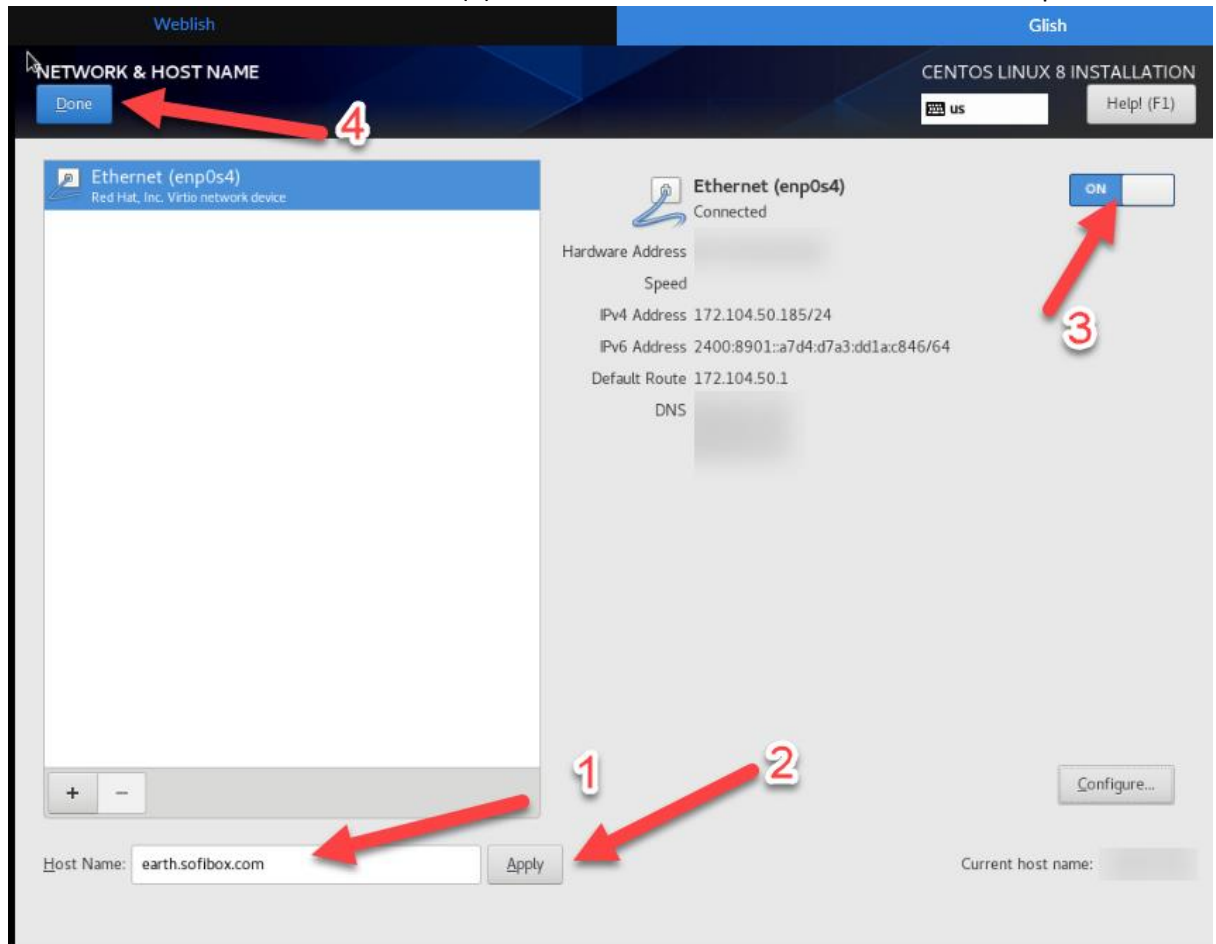 Weblish
Glish
NETWORK & HOST NAME
CENTOS LINUX 8 INSTALLATION
Done
us
Help! (F1)
4
Ethernet (enp0s4)
Red Hat, Inc. Virtio network device
Ethernet (enp0s4)
Connected
ON
Hardware Address
Speed
IPv4 Address 172.104.50.185/24
IPv6 Address 2400:8901::a7d4:d7a3:dd1a:c846/64
Default Route 172.104.50.1
DNS
3
1
2
+ −
Configure...
Host Name: earth.sofibox.com
Apply
Current host name: